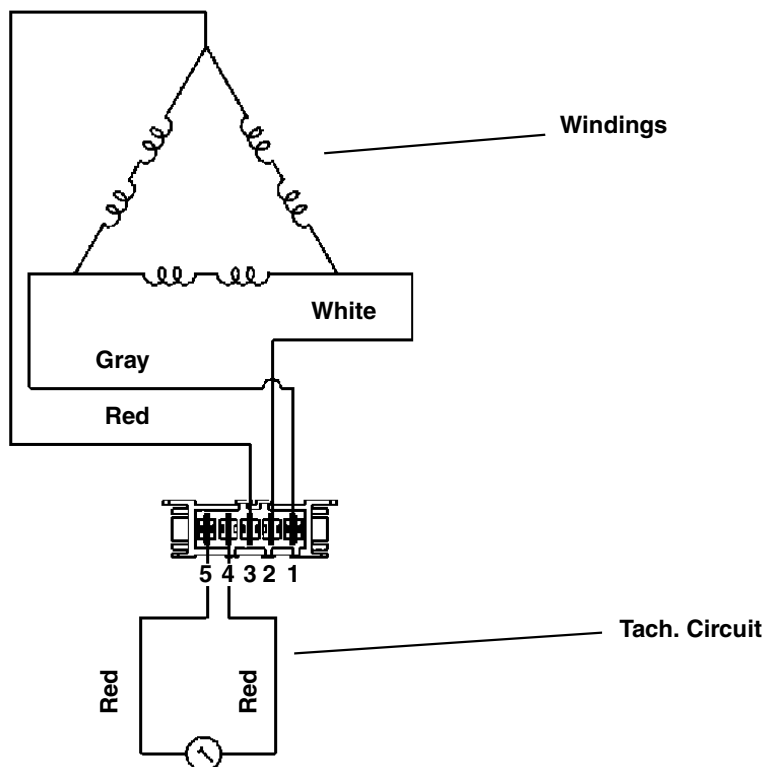 Windings
White
Gray
Red
5 4 3 2 1
Tach. Circuit
Red
Red